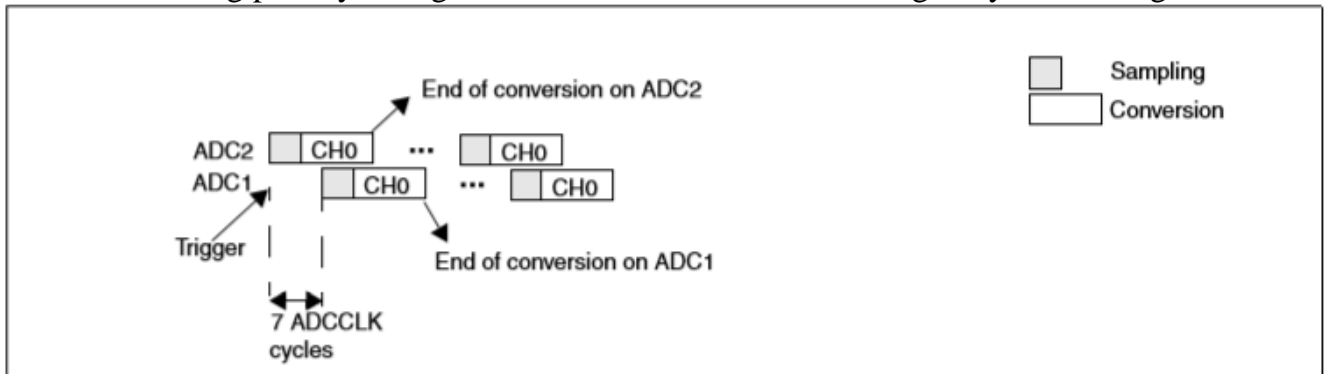 End of conversion on ADC2
Sampling
Conversion
ADC2 CH0 ... CH0
ADC1 CH0 ... CH0
Trigger
End of conversion on ADC1
7 ADCCLK
cycles